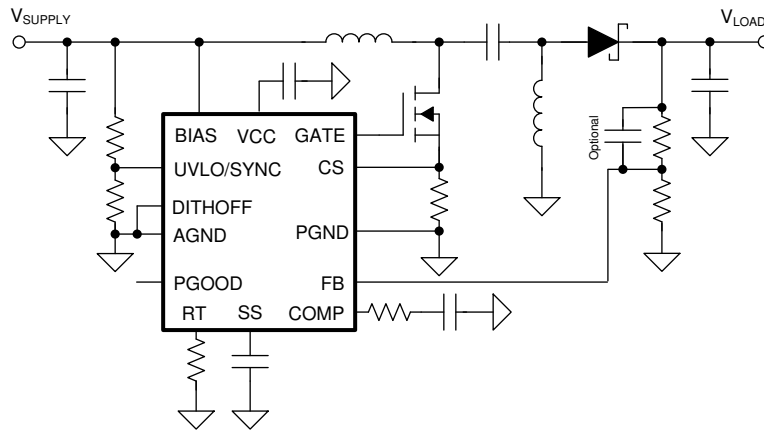 VSUPPLY
VLOAD
BIAS
VCC
GATE
UVLO/SYNC
CS
Optional
DITHOFF
AGND
PGND
PGOOD
FB
RT
SS
COMP